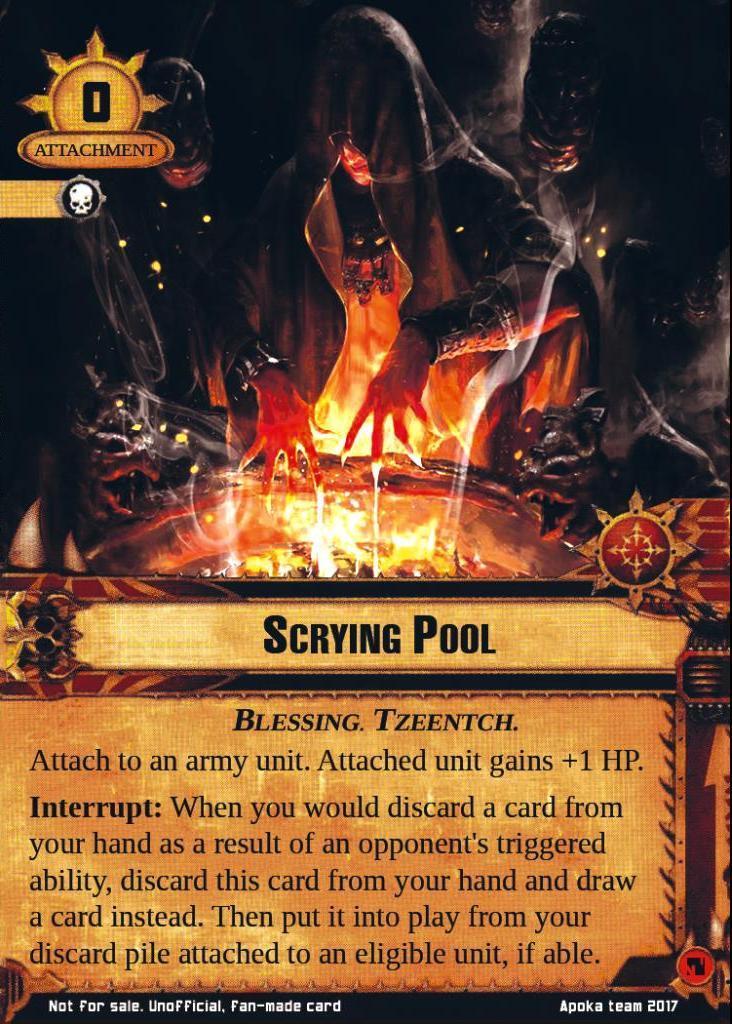 0
ATTACHMENT
SCRYING POOL
BLESSING. TZEENTCH.
Attach to an army unit. Attached unit gains +1 HP.
Interrupt: When you would discard a card from
your hand as a result of an opponent's triggered
ability, discard this card from your hand and draw
a card instead. Then put it into play from your
discard pile attached to an eligible unit, if able.
Not for sale. Unofficial, fan-made card
Apoka team 2017